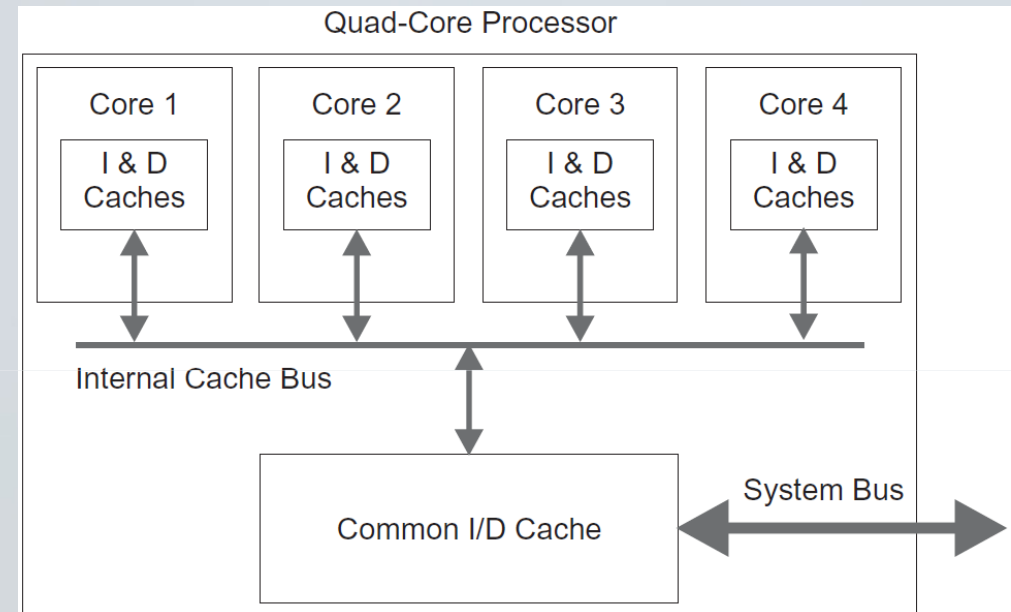 Quad-Core Processor
Core 1
I & D
Caches
Core 2
I & D
Caches
Core 3
I & D
Caches
Core 4
I & D
Caches
Internal Cache Bus
Common I/D Cache
System Bus